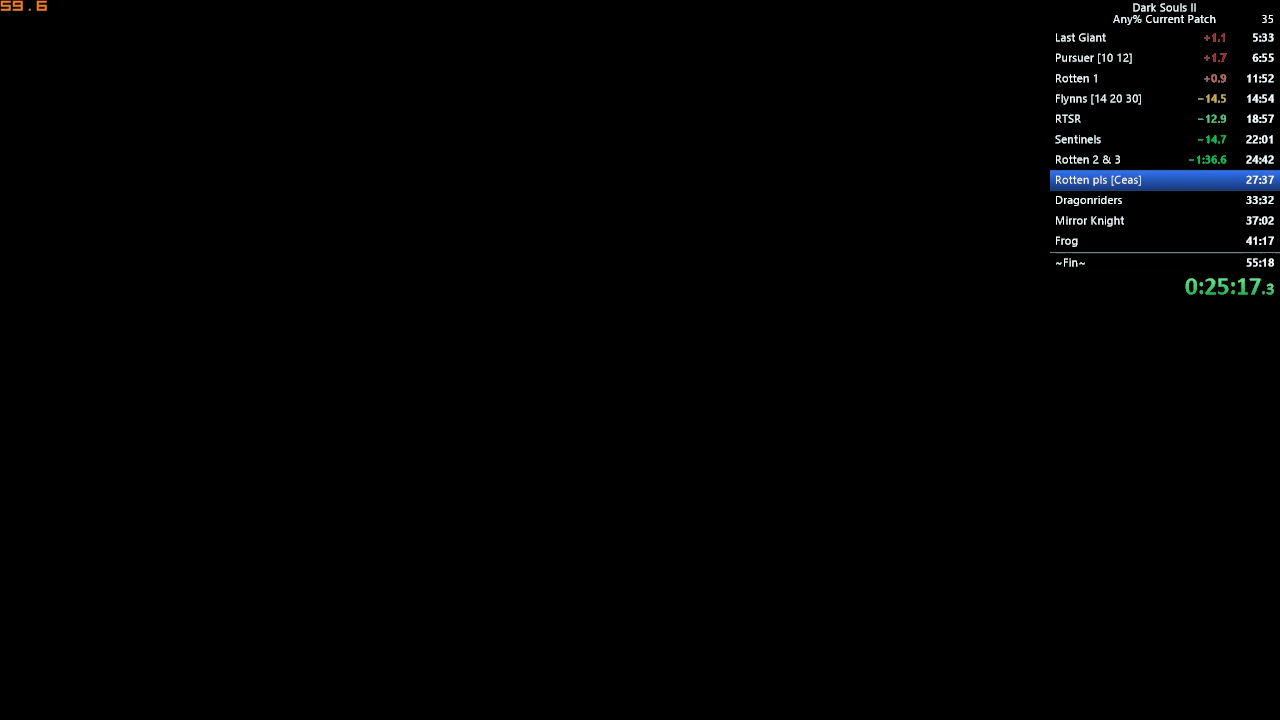 59.6
Dark Souls II
Any% Current Patch 35
Last Giant +1.1 5:33
Pursuer [10 12] +1.7 6:55
Rotten 1 +0.9 11:52
Flynns [14 20 30] −14.5 14:54
RTSR −12.9 18:57
Sentinels −14.7 22:01
Rotten 2 & 3 −1:36.6 24:42
Rotten pls [Ceas] 27:37
Dragonriders 33:32
Mirror Knight 37:02
Frog 41:17
~Fin~ 55:18
0:25:17.3